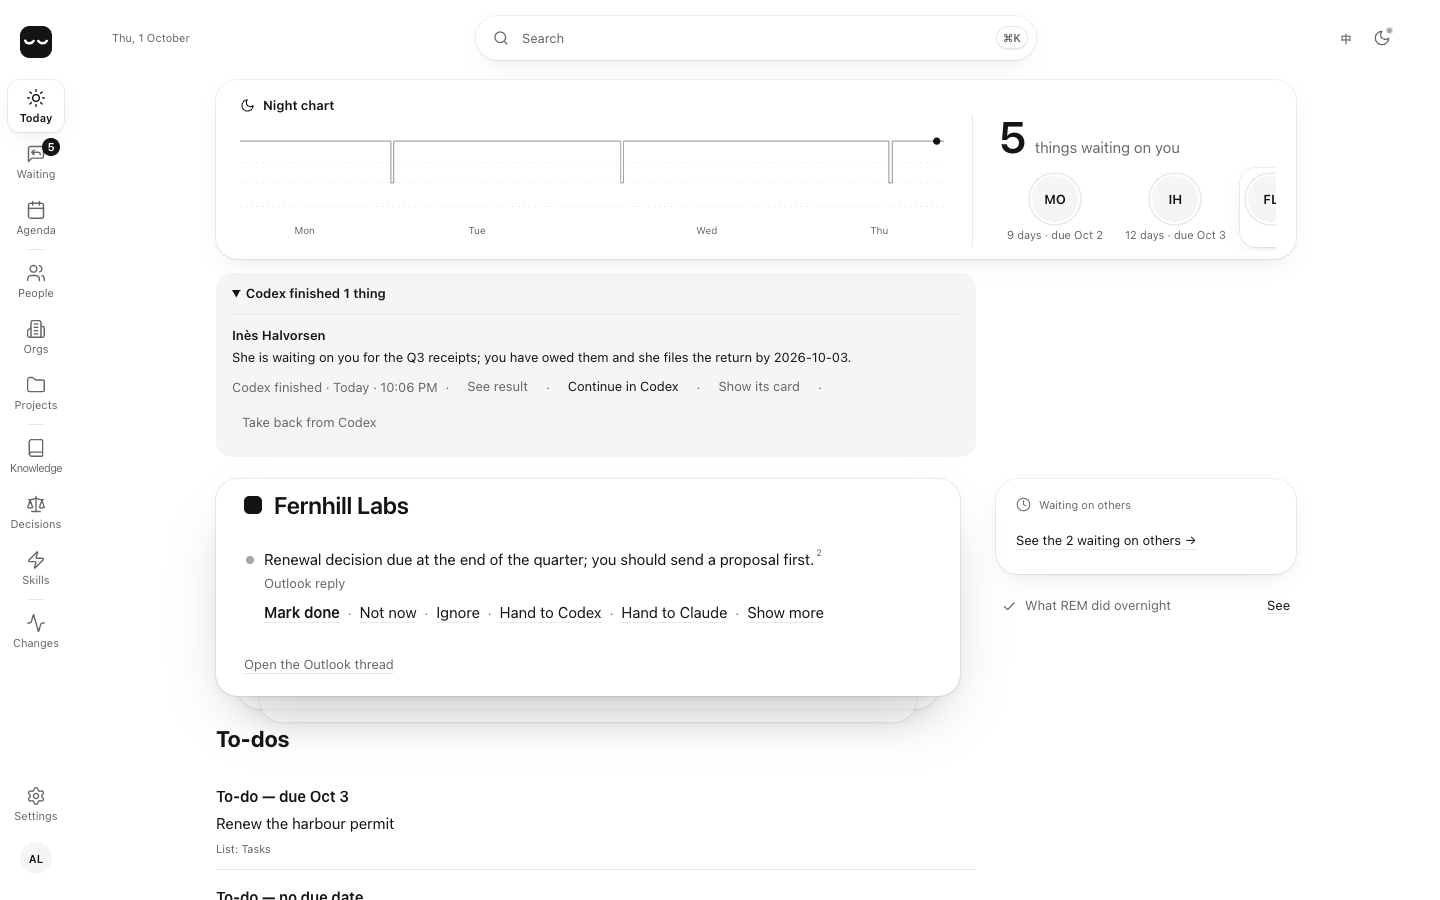 Thu, 1 October
Search
⌘K
中
Today
5
Waiting
Agenda
People
Orgs
Projects
Knowledge
Decisions
Skills
Changes
Settings
AL
Night chart
Mon
Tue
Wed
Thu
5 things waiting on you
MO
9 days · due Oct 2
IH
12 days · due Oct 3
FL
Codex finished 1 thing
Inès Halvorsen
She is waiting on you for the Q3 receipts; you have owed them and she files the return by 2026-10-03.
Codex finished · Today · 10:06 PM · See result · Continue in Codex · Show its card ·
Take back from Codex
Fernhill Labs
Renewal decision due at the end of the quarter; you should send a proposal first. 2
Outlook reply
Mark done · Not now · Ignore · Hand to Codex · Hand to Claude · Show more
Open the Outlook thread
Waiting on others
See the 2 waiting on others →
What REM did overnight
See
To-dos
To-do — due Oct 3
Renew the harbour permit
List: Tasks
To-do — no due date